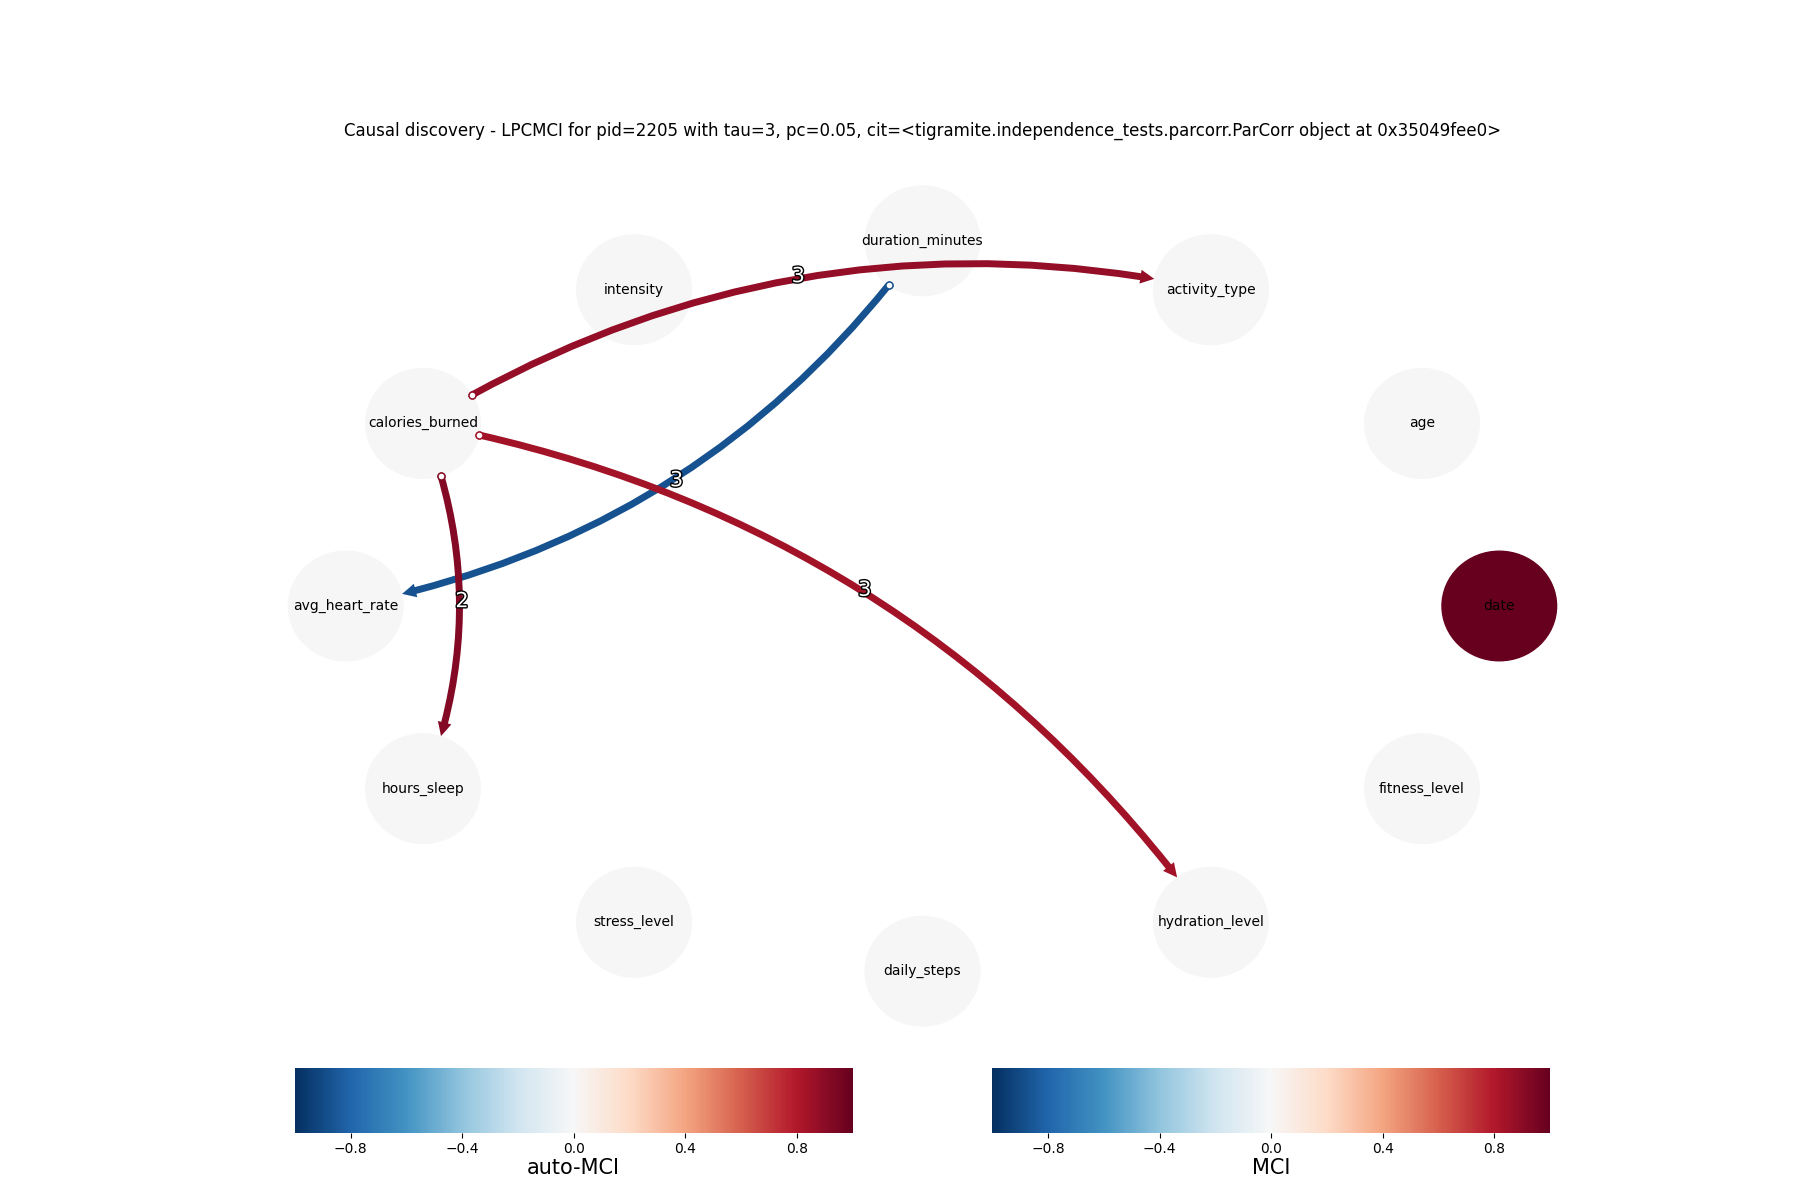 Causal discovery - LPCMCI for pid=2205 with tau=3, pc=0.05, cit=<tigramite.independence_tests.parcorr.ParCorr object at 0x35049fee0>
duration_minutes
intensity
activity_type
3
calories_burned
age
3
3
2
avg_heart_rate
date
hours_sleep
fitness_level
stress_level
hydration_level
daily_steps
−0.8 −0.4 0.0 0.4 0.8
auto-MCI
−0.8 −0.4 0.0 0.4 0.8
MCI